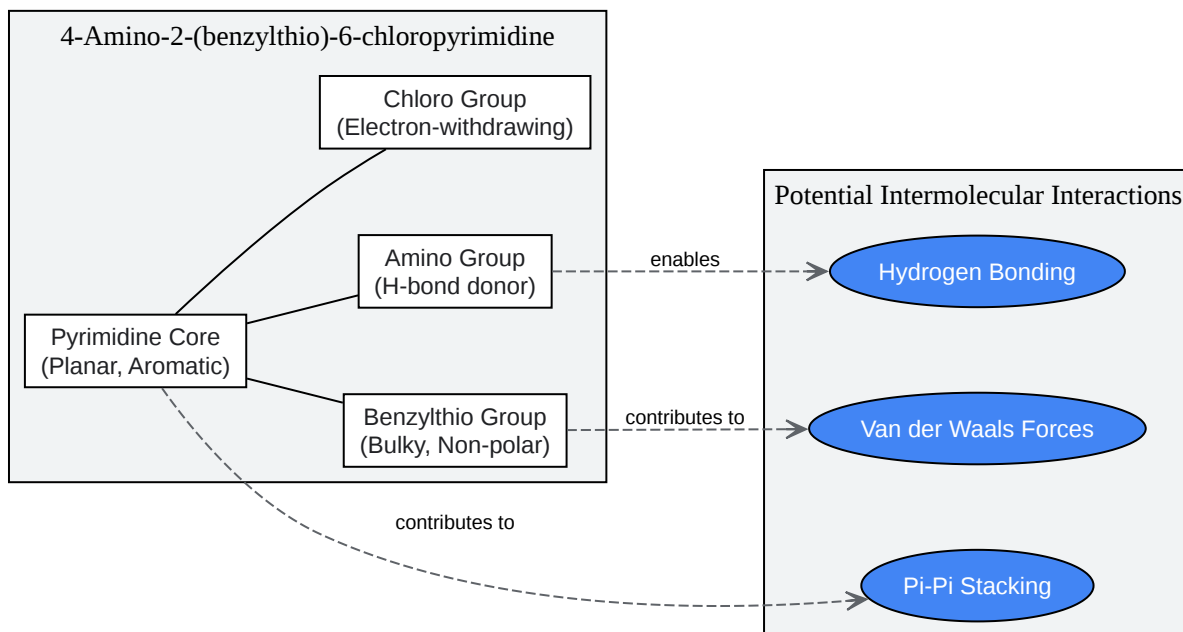 4-Amino-2-(benzylthio)-6-chloropyrimidine
Chloro Group
(Electron-withdrawing)
Potential Intermolecular Interactions
Amino Group
(H-bond donor)
enables
Hydrogen Bonding
Pyrimidine Core
(Planar, Aromatic)
Benzylthio Group
(Bulky, Non-polar)
contributes to
Van der Waals Forces
contributes to
Pi-Pi Stacking